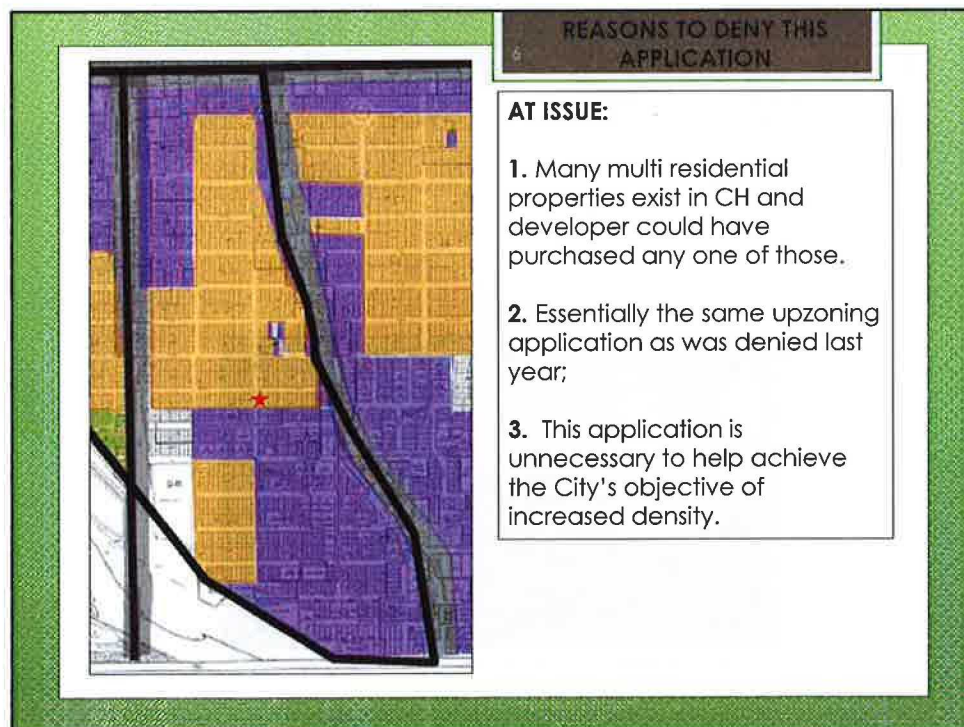 6
REASONS TO DENY THIS
APPLICATION
AT ISSUE:
1. Many multi residential
properties exist in CH and
developer could have
purchased any one of those.
2. Essentially the same upzoning
application as was denied last
year;
3. This application is
unnecessary to help achieve
the City's objective of
increased density.